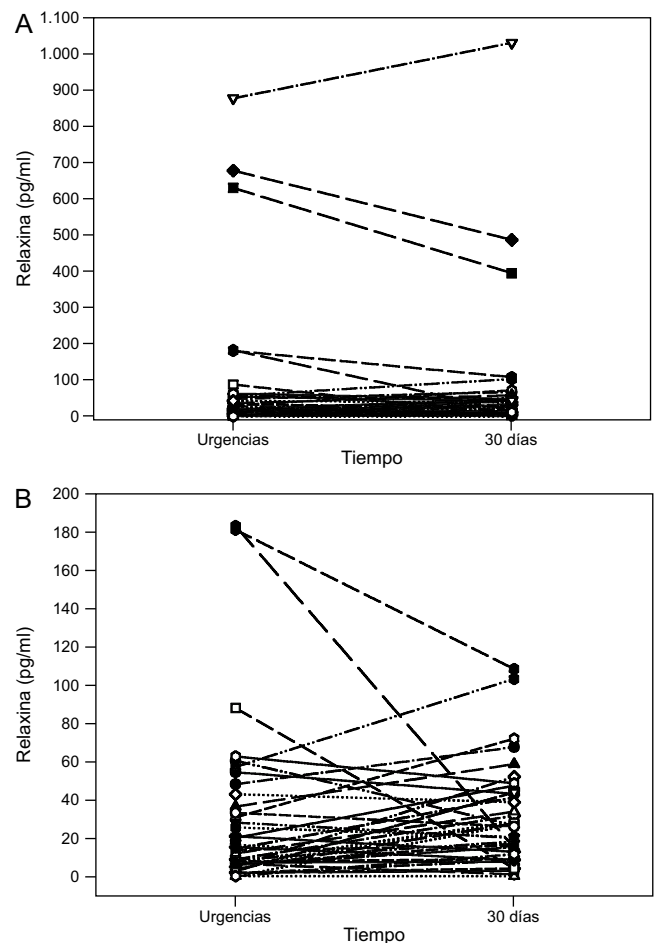 A
1.100
1.000
900
800
700
600
500
400
300
200
100
0
Relaxina (pg/ml)
Urgencias
30 días
Tiempo
B
200
180
160
140
120
100
80
60
40
20
0
Relaxina (pg/ml)
Urgencias
30 días
Tiempo